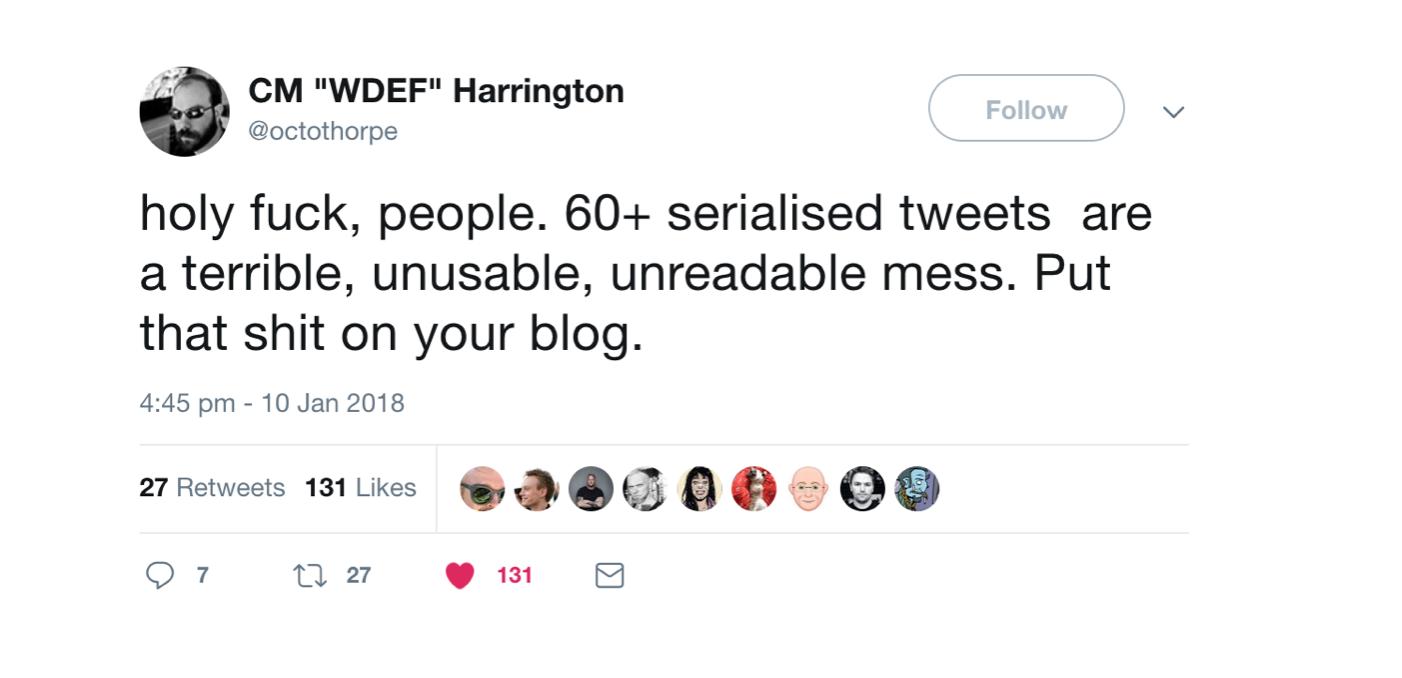 CM "WDEF" Harrington
@octothorpe
Follow
holy fuck, people. 60+ serialised tweets  are
a terrible, unusable, unreadable mess. Put
that shit on your blog.
4:45 pm - 10 Jan 2018
27 Retweets 131 Likes
7 27 131